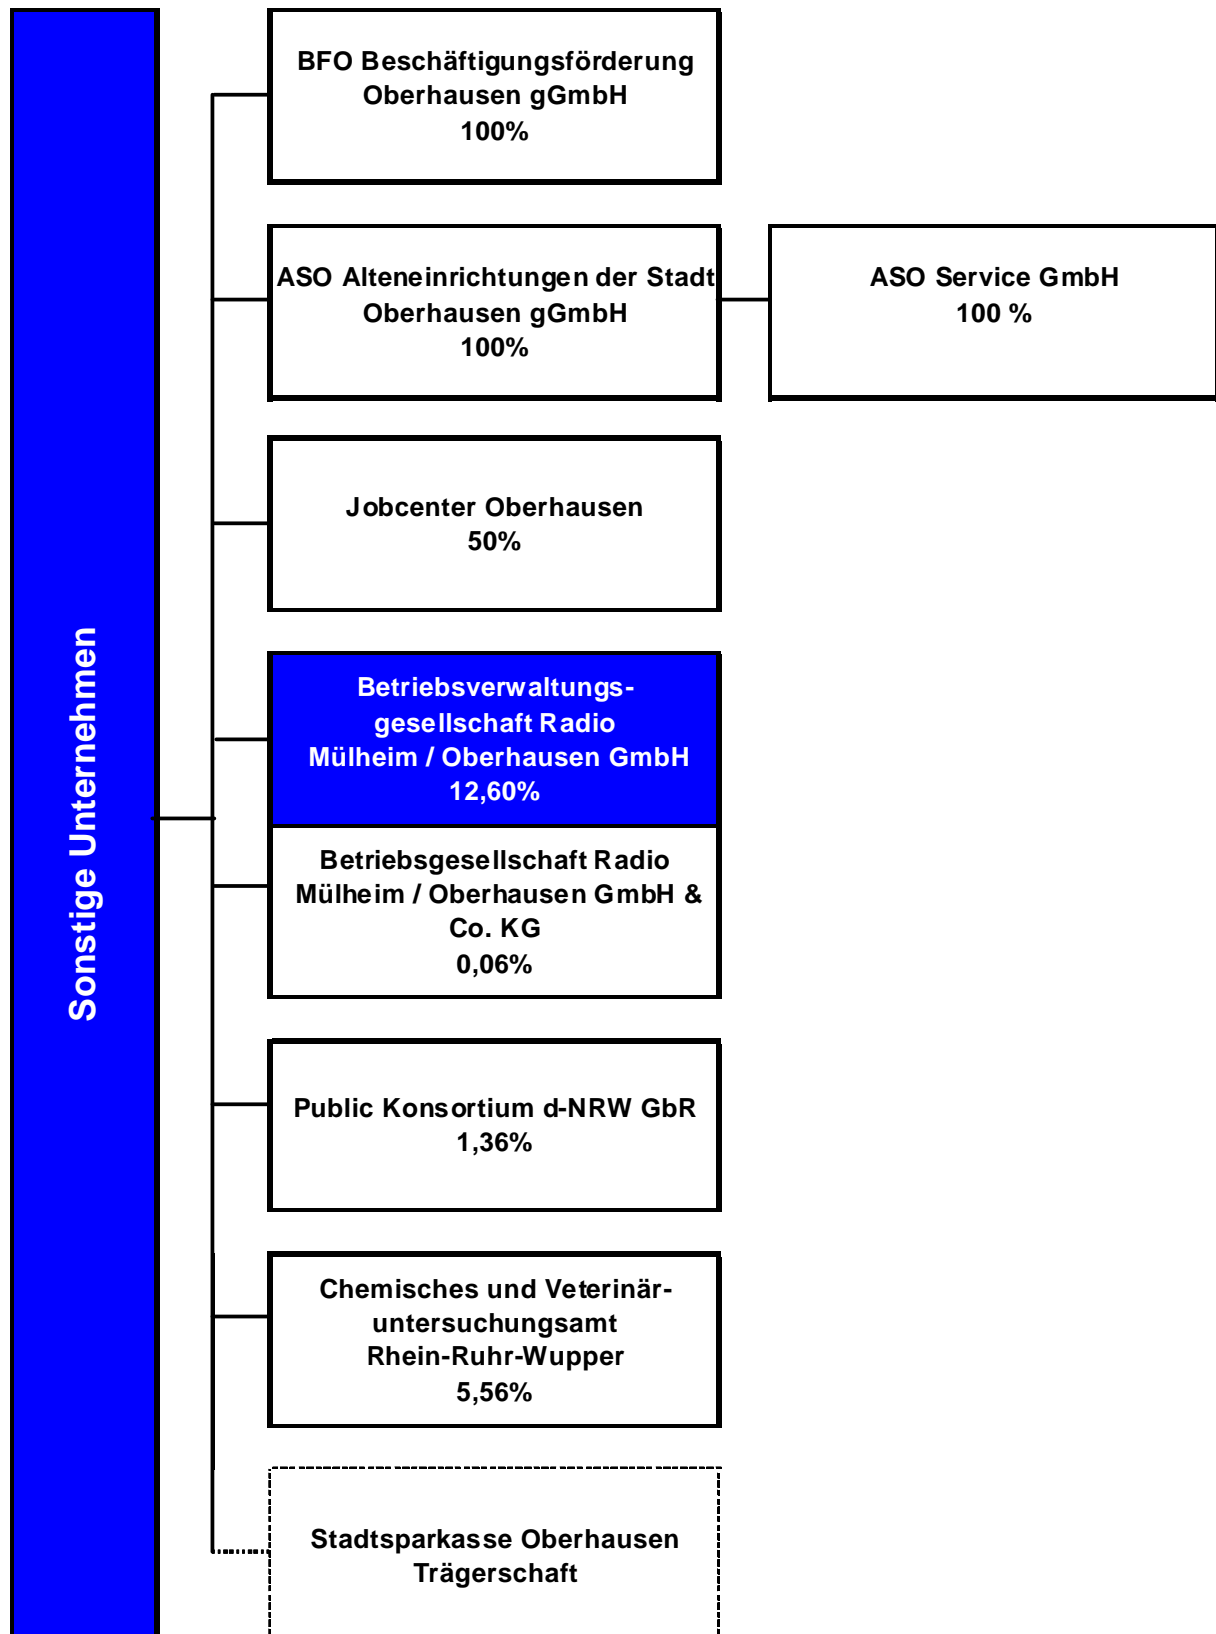 Sonstige Unternehmen
BFO Beschäftigungsförderung
Oberhausen gGmbH
100%
ASO Alteneinrichtungen der Stadt
Oberhausen gGmbH
100%
ASO Service GmbH
100 %
Jobcenter Oberhausen
50%
Betriebsverwaltungs-
gesellschaft Radio
Mülheim / Oberhausen GmbH
12,60%
Betriebsgesellschaft Radio
Mülheim / Oberhausen GmbH &
Co. KG
0,06%
Public Konsortium d-NRW GbR
1,36%
Chemisches und Veterinär-
untersuchungsamt
Rhein-Ruhr-Wupper
5,56%
Stadtsparkasse Oberhausen
Trägerschaft